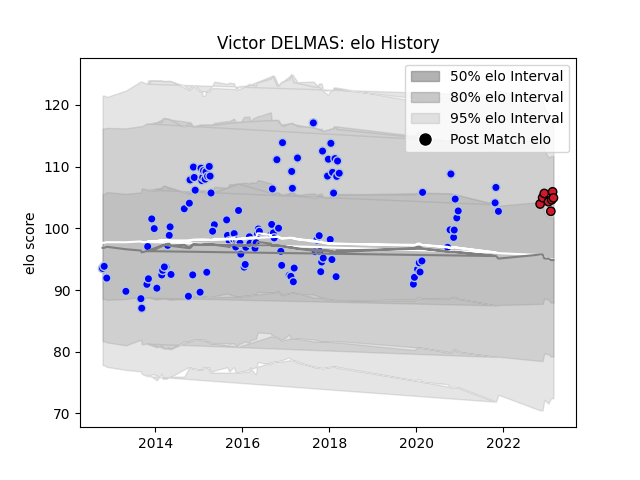 Victor DELMAS: elo History
50% elo Interval
80% elo Interval
95% elo Interval
Post Match elo
elo score
120
110
100
90
80
70
2014
2016
2018
2020
2022